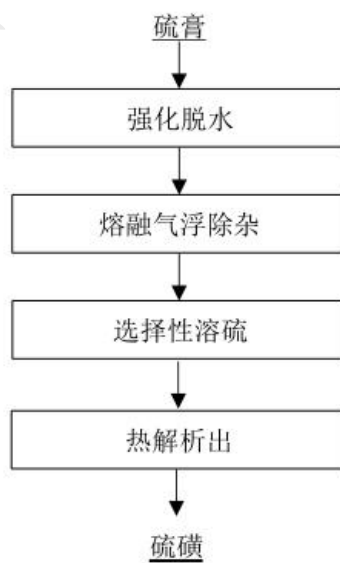 硫膏
强化脱水
熔融气浮除杂
选择性溶硫
热解析出
硫磺